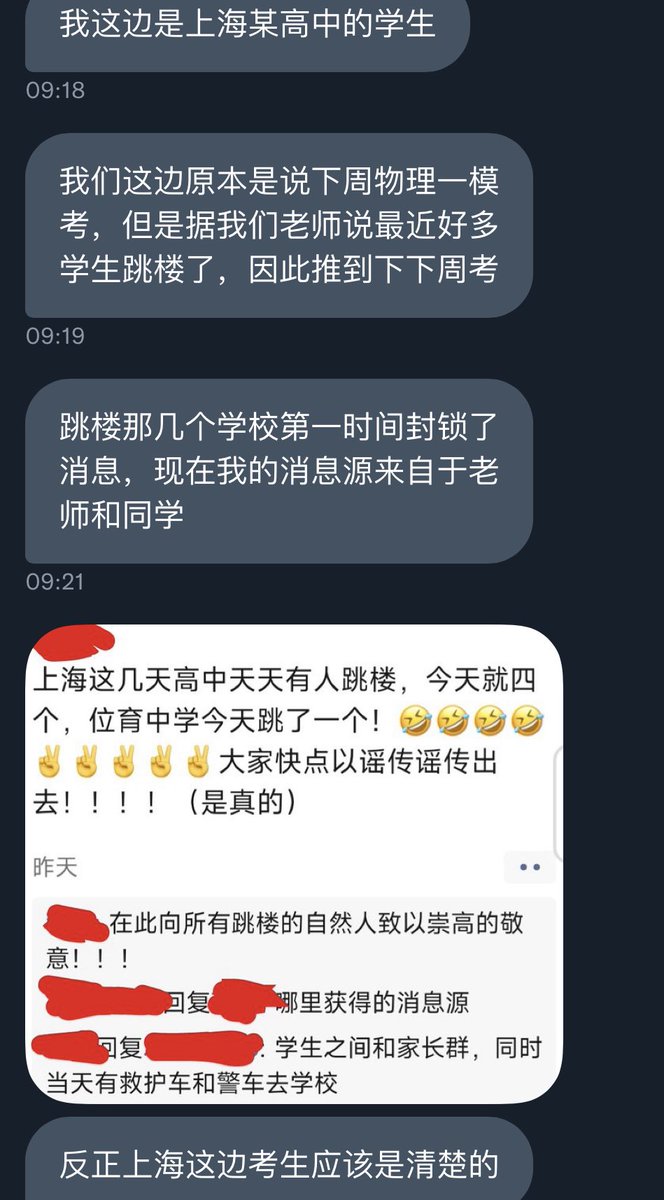 我这边是上海某高中的学生
09:18
我们这边原本是说下周物理一模
考，但是据我们老师说最近好多
学生跳楼了，因此推到下下周考
09:19
跳楼那几个学校第一时间封锁了
消息，现在我的消息源来自于老
师和同学
09:21
上海这几天高中天天有人跳楼，今天就四
个，位育中学今天跳了一个！🤣🤣🤣🤣
✌️✌️✌️✌️✌️大家快点以谣传谣传出
去！！！！（是真的）
昨天
在此向所有跳楼的自然人致以崇高的敬
意！！！
回复 哪里获得的消息源
回复 : 学生之间和家长群，同时
当天有救护车和警车去学校
反正上海这边考生应该是清楚的